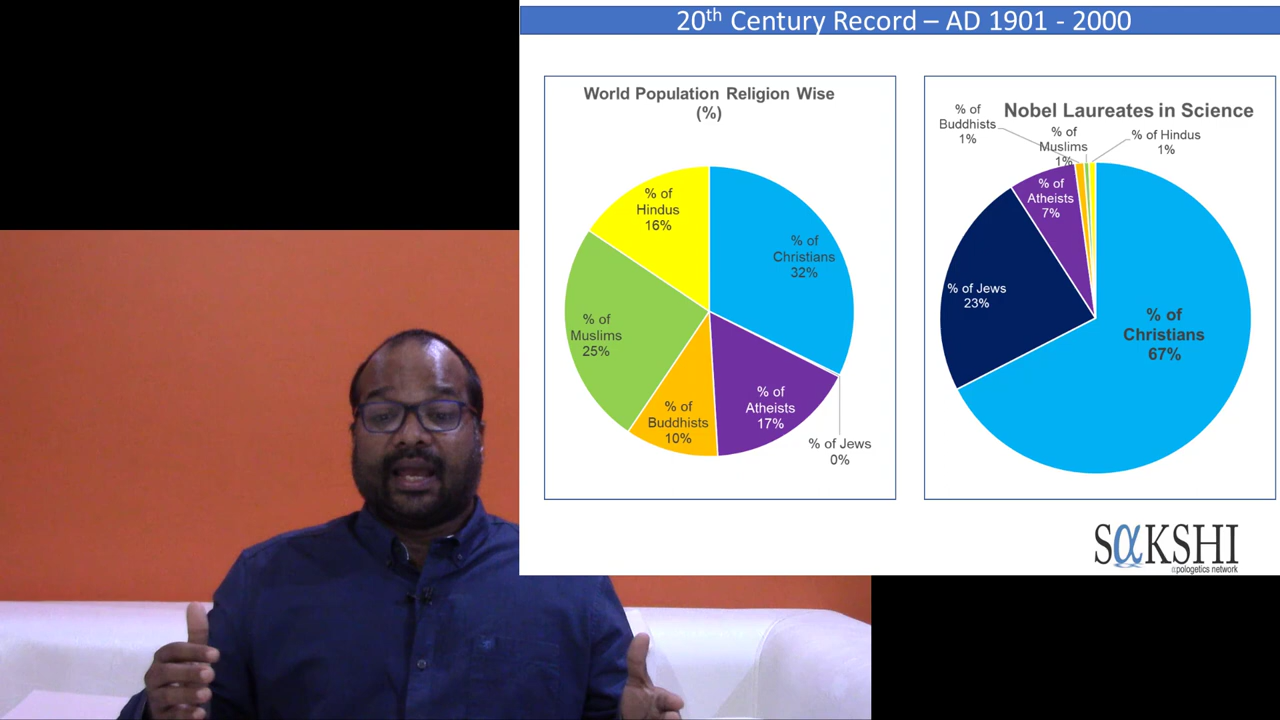 20th Century Record – AD 1901 - 2000
World Population Religion Wise
(%)
% of
Hindus
16%
% of
Christians
32%
% of
Muslims
25%
% of
Buddhists
10%
% of
Atheists
17%
% of Jews
0%
Nobel Laureates in Science
% of
Buddhists
1%
% of
Muslims
1%
% of Hindus
1%
% of
Atheists
7%
% of Jews
23%
% of
Christians
67%
SαKSHI
αpologetics network